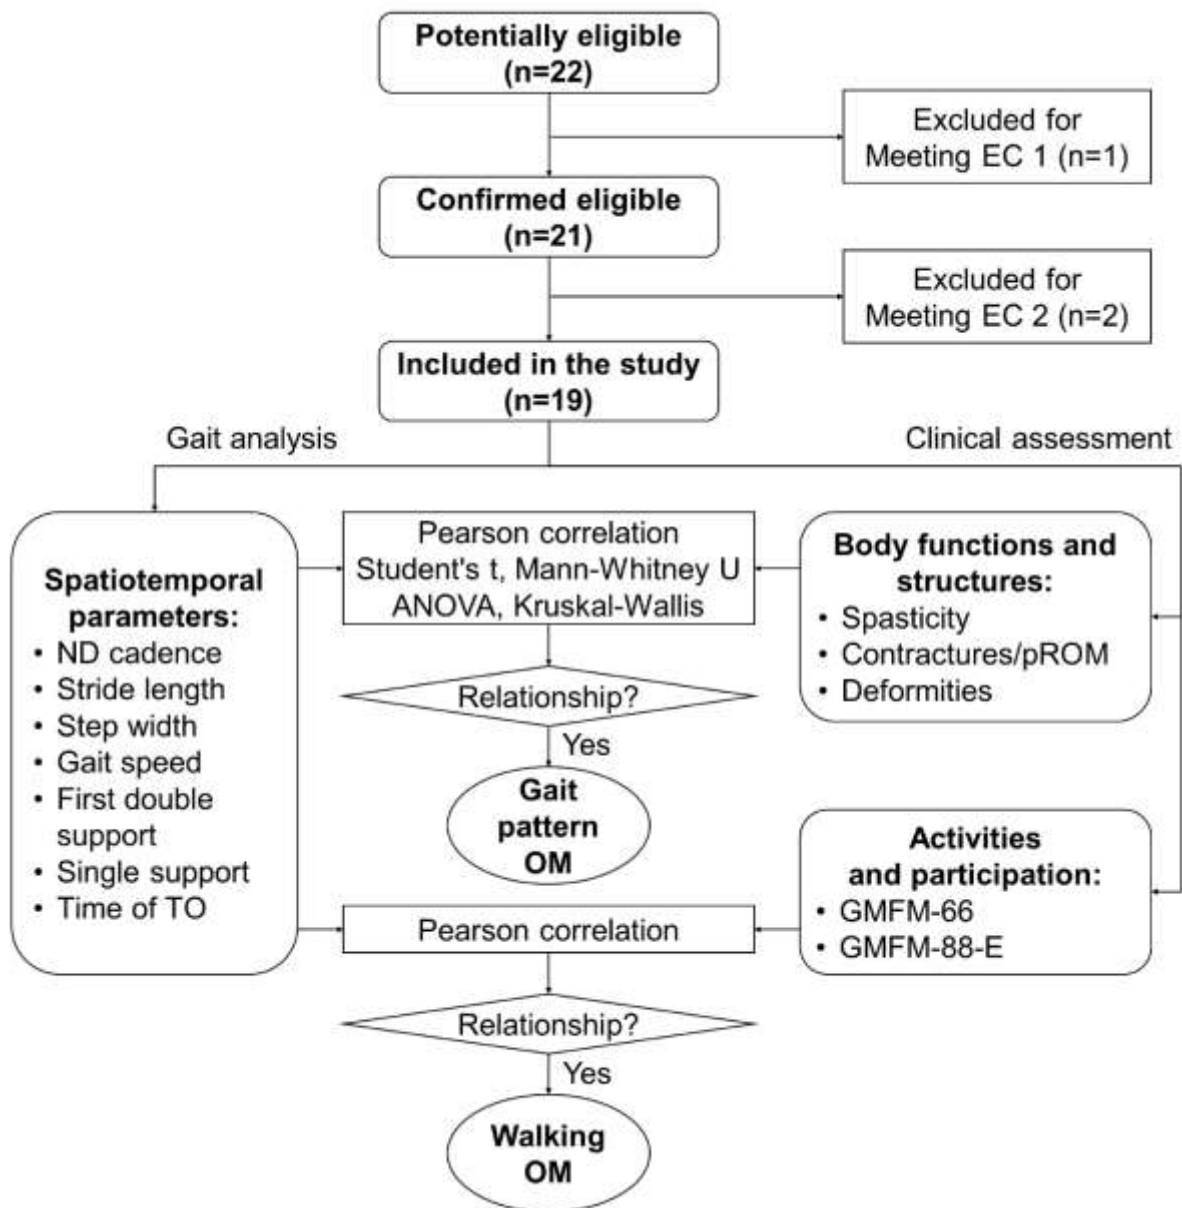 Potentially eligible
(n=22)
Excluded for
Meeting EC 1 (n=1)
Confirmed eligible
(n=21)
Excluded for
Meeting EC 2 (n=2)
Included in the study
(n=19)
Gait analysis
Clinical assessment
Spatiotemporal
parameters:
• ND cadence
• Stride length
• Step width
• Gait speed
• First double
support
• Single support
• Time of TO
Pearson correlation
Student's t, Mann-Whitney U
ANOVA, Kruskal-Wallis
Body functions and
structures:
• Spasticity
• Contractures/pROM
• Deformities
Relationship?
Yes
Gait
pattern
OM
Activities
and participation:
• GMFM-66
• GMFM-88-E
Pearson correlation
Relationship?
Yes
Walking
OM